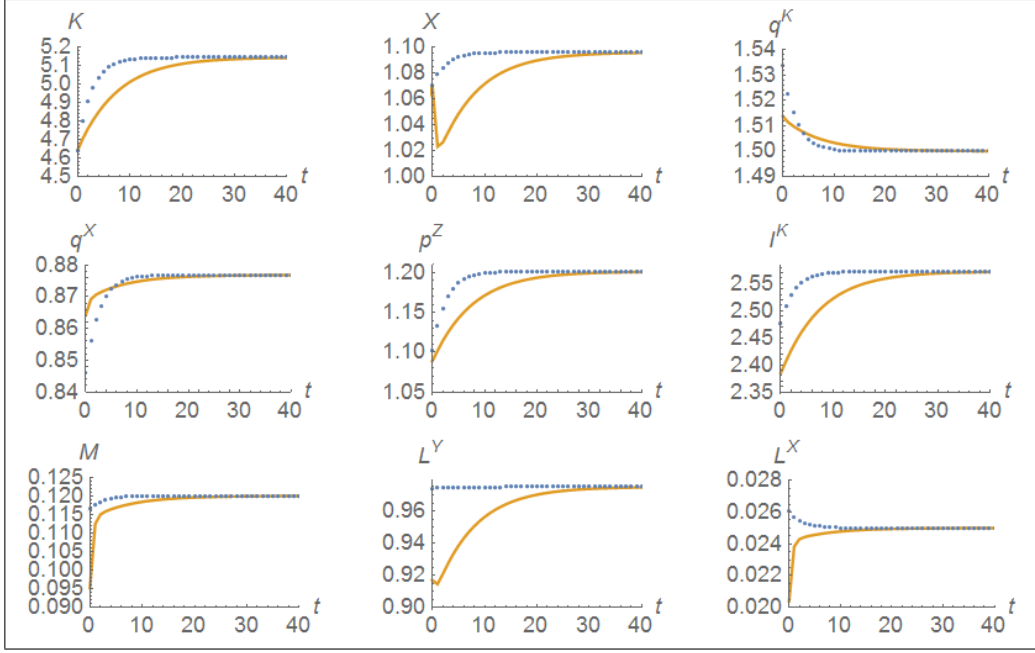 K
5.2
5.1
5.0
4.9
4.8
4.7
4.6
4.5
0 10 20 30 40 t
X
1.10
1.08
1.06
1.04
1.02
1.00
0 10 20 30 40 t
q^K
1.54
1.53
1.52
1.51
1.50
1.49
0 10 20 30 40 t
q^X
0.88
0.87
0.86
0.85
0.84
0 10 20 30 40 t
p^Z
1.20
1.15
1.10
1.05
0 10 20 30 40 t
I^K
2.55
2.50
2.45
2.40
2.35
0 10 20 30 40 t
M
0.125
0.120
0.115
0.110
0.105
0.100
0.095
0.090
0 10 20 30 40 t
L^Y
0.96
0.94
0.92
0.90
0 10 20 30 40 t
L^X
0.028
0.026
0.024
0.022
0.020
0 10 20 30 40 t